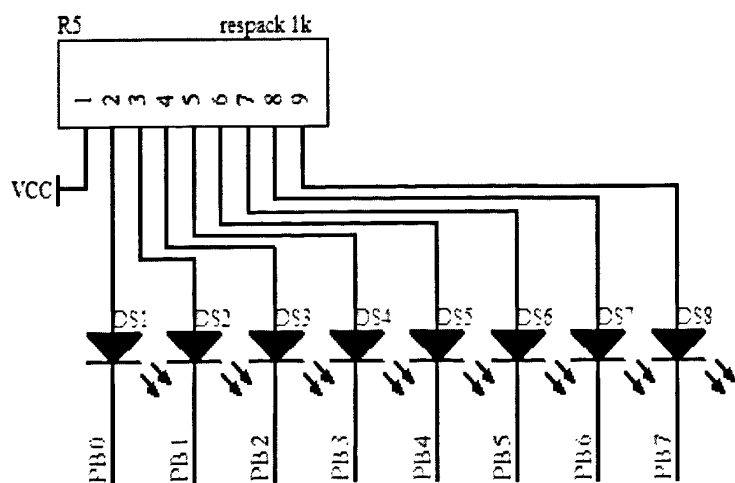 R5 respack 1k
1 2 3 4 5 6 7 8 9
VCC
DS1 DS2 DS3 DS4 DS5 DS6 DS7 DS8
PB0 PB1 PB2 PB3 PB4 PB5 PB6 PB7